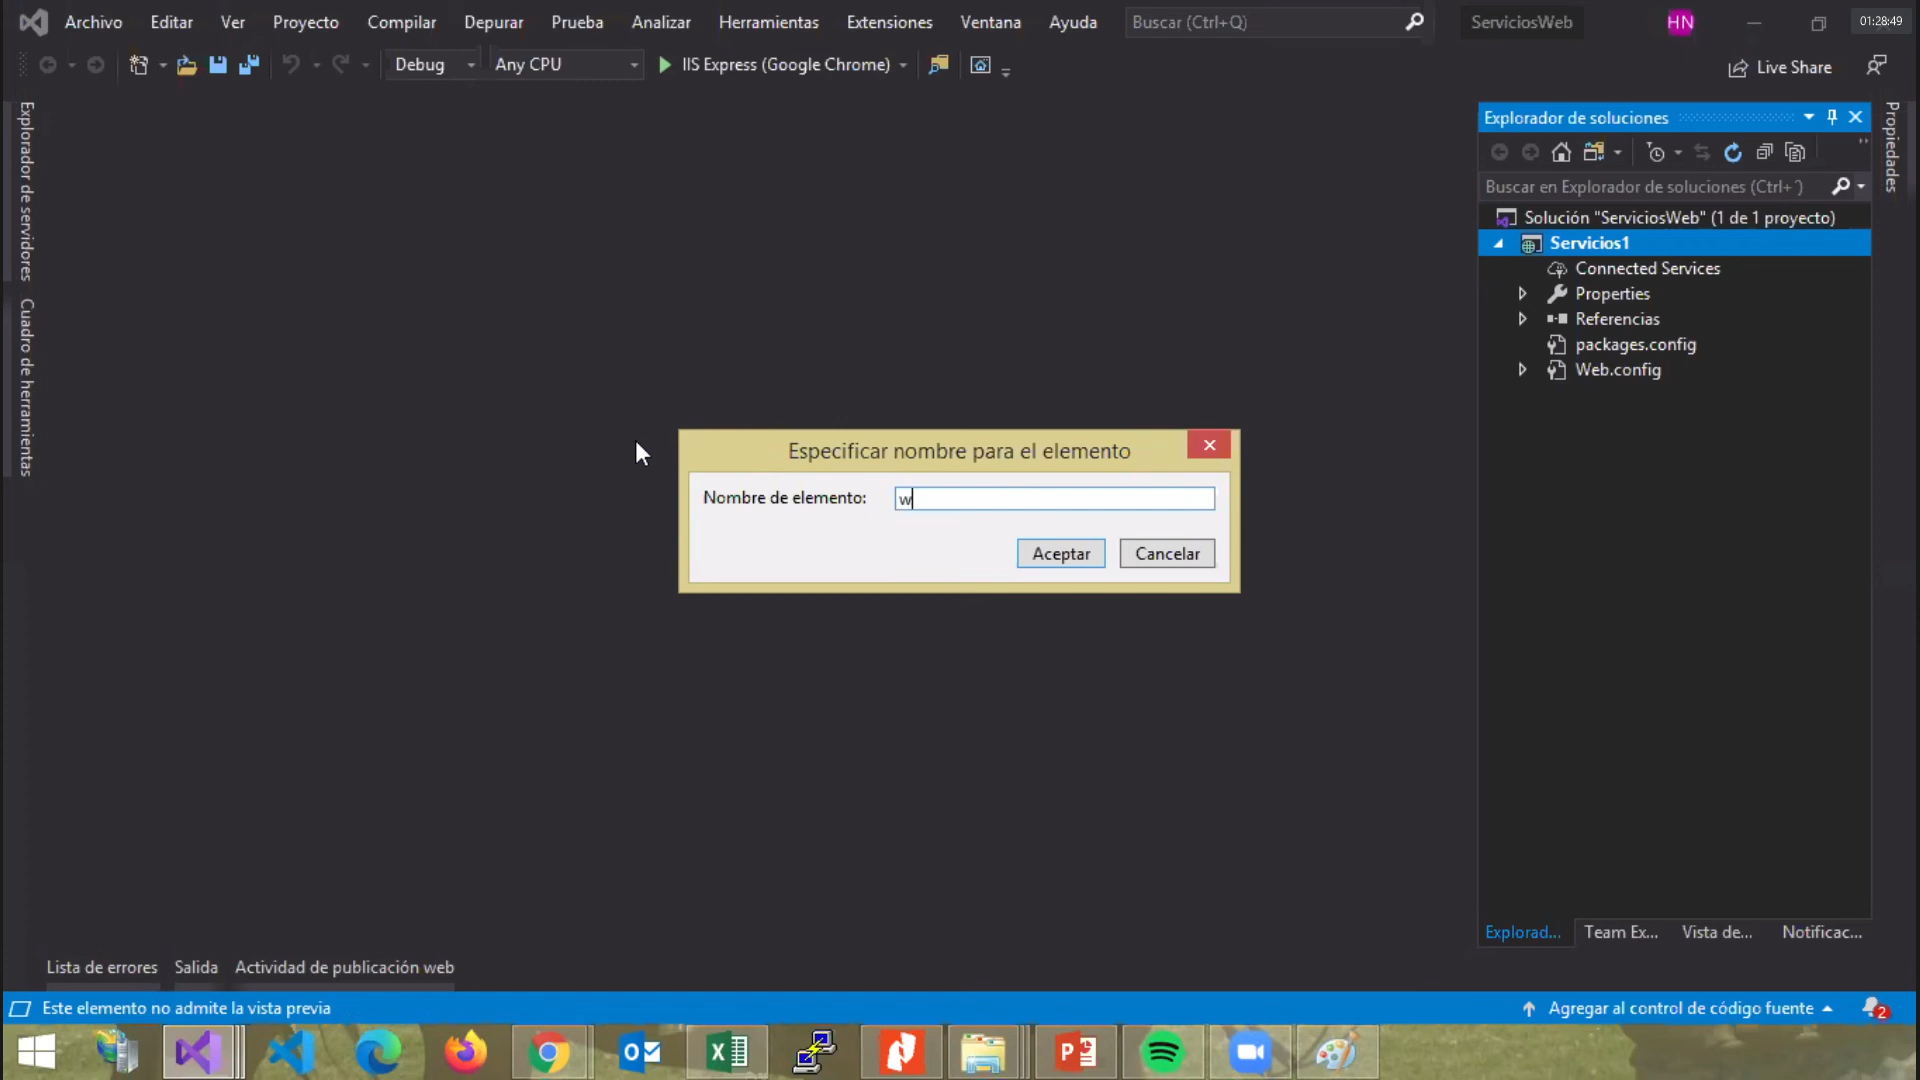 Archivo Editar Ver Proyecto Compilar Depurar Prueba Analizar Herramientas Extensiones Ventana Ayuda Buscar (Ctrl+Q) ServiciosWeb HN 01:28:49
Debug Any CPU IIS Express (Google Chrome) Live Share
Explorador de servidores
Cuadro de herramientas
Explorador de soluciones
Propiedades
Buscar en Explorador de soluciones (Ctrl+´)
Solución "ServiciosWeb" (1 de 1 proyecto)
Servicios1
Connected Services
Properties
Referencias
packages.config
Web.config
Especificar nombre para el elemento
Nombre de elemento: w
Aceptar Cancelar
Explorad... Team Ex... Vista de... Notificac...
Lista de errores Salida Actividad de publicación web
Este elemento no admite la vista previa Agregar al control de código fuente 2